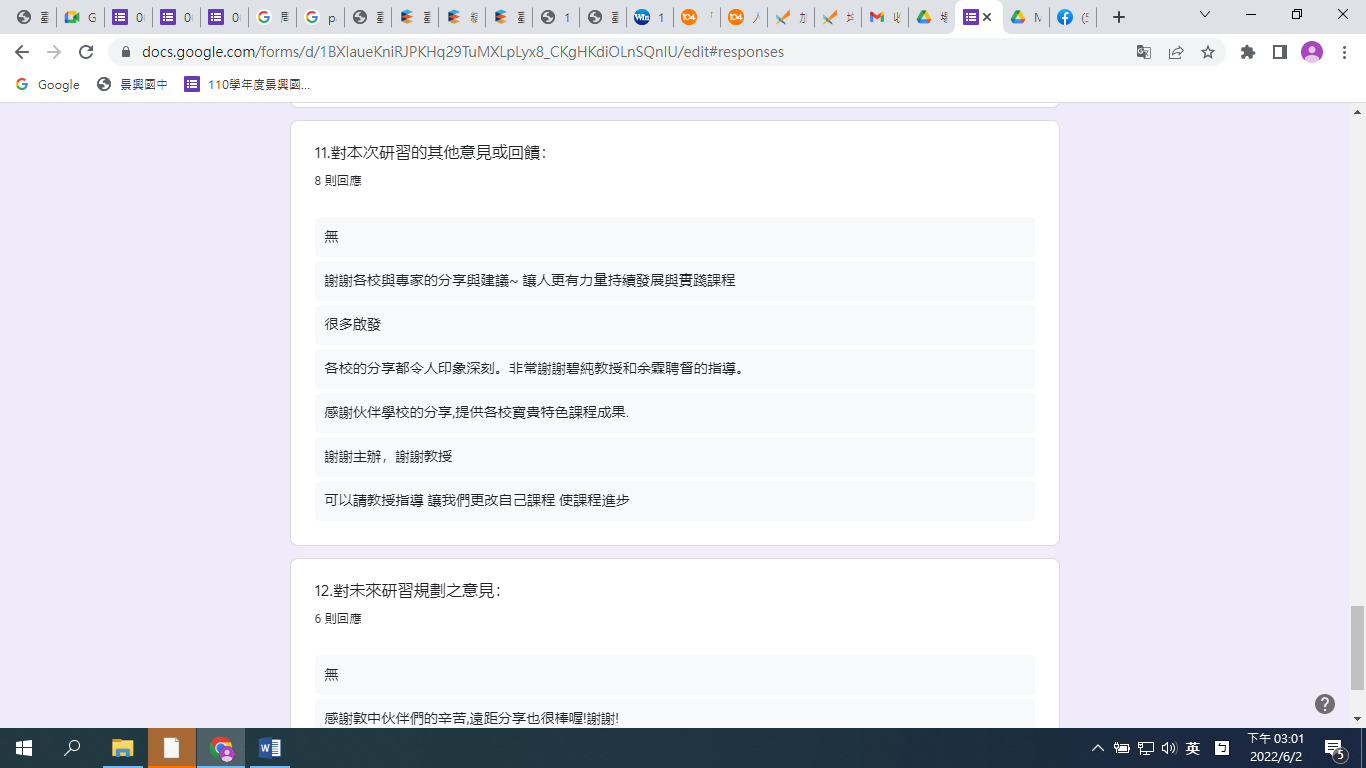 docs.google.com/forms/d/1BXIaueKniRJPKHq29TuMXLpLyx8_CKgHKdiOLnSQnIU/edit#responses
Google
景興國中
110學年度景興國...
11.對本次研習的其他意見或回饋：
8 則回應
無
謝謝各校與專家的分享與建議~ 讓人更有力量持續發展與實踐課程
很多啟發
各校的分享都令人印象深刻。非常謝謝碧純教授和余霖聘督的指導。
感謝伙伴學校的分享,提供各校寶貴特色課程成果.
謝謝主辦，謝謝教授
可以請教授指導 讓我們更改自己課程 使課程進步
12.對未來研習規劃之意見：
6 則回應
無
感謝敦中伙伴們的辛苦,遠距分享也很棒喔!謝謝!
英
下午 03:01
2022/6/2
5